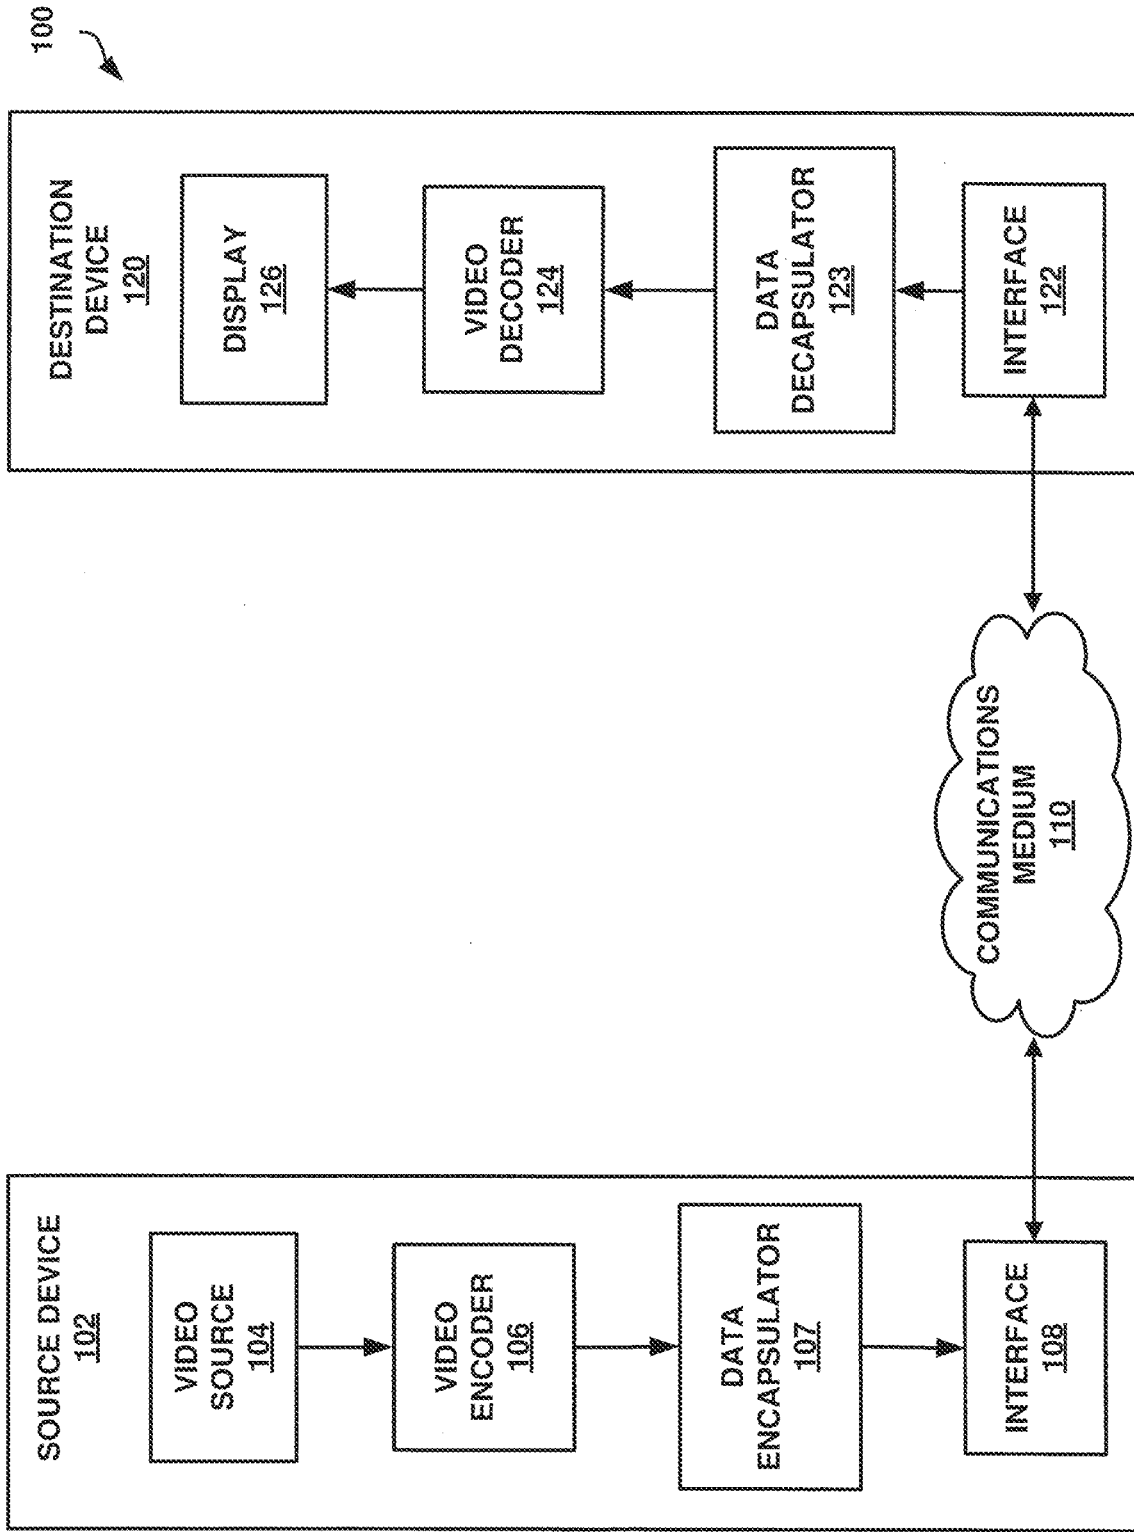 100
SOURCE DEVICE
102
VIDEO
SOURCE
104
VIDEO
ENCODER
106
DATA
ENCAPSULATOR
107
INTERFACE
108
COMMUNICATIONS
MEDIUM
110
DESTINATION
DEVICE
120
DISPLAY
126
VIDEO
DECODER
124
DATA
DECAPSULATOR
123
INTERFACE
122